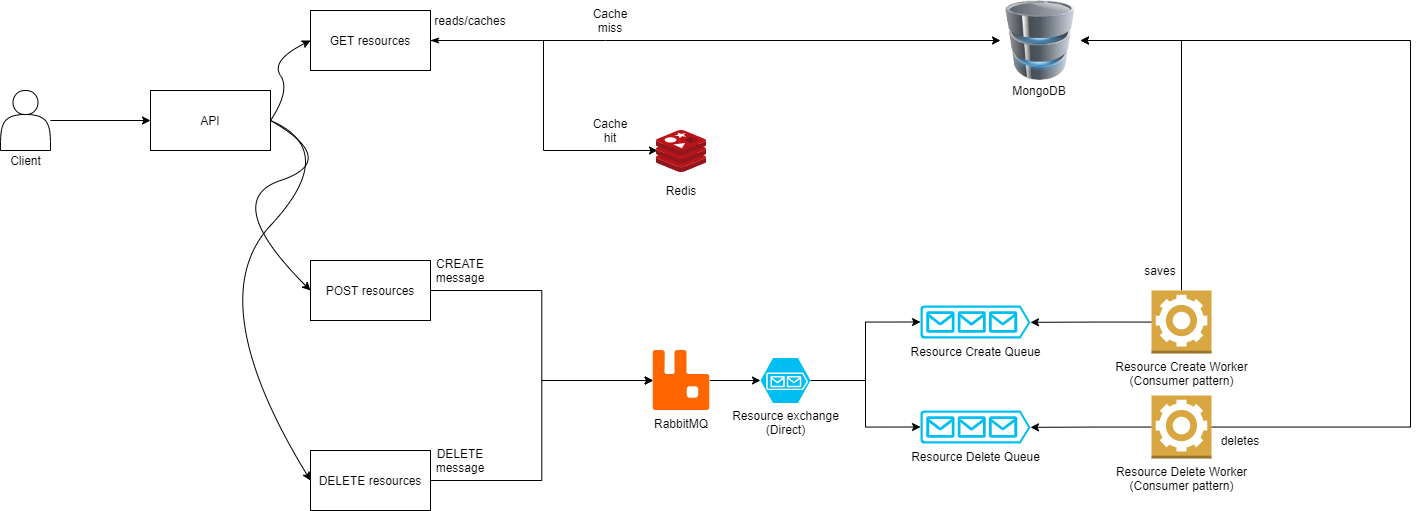 reads/caches
Cache
miss
GET resources
MongoDB
API
Client
Cache
hit
Redis
CREATE
message
POST resources
saves
Resource Create Queue
Resource Create Worker
(Consumer pattern)
RabbitMQ
Resource exchange
(Direct)
DELETE
message
DELETE resources
deletes
Resource Delete Queue
Resource Delete Worker
(Consumer pattern)